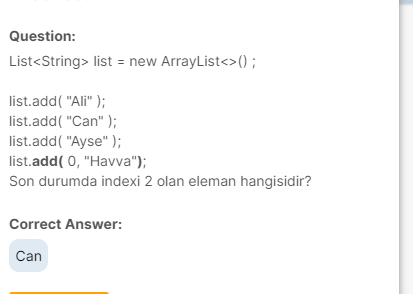 Question:
List<String> list = new ArrayList<>() ;
list.add( "Ali" );
list.add( "Can" );
list.add( "Ayse" );
list.add( 0, "Havva");
Son durumda indexi 2 olan eleman hangisidir?
Correct Answer:
Can